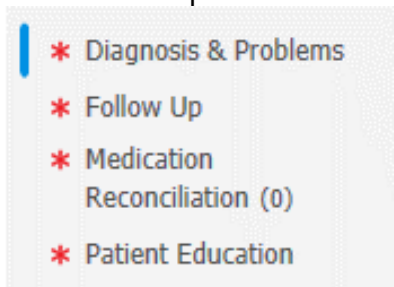 * Diagnosis & Problems
* Follow Up
* Medication
Reconciliation (0)
* Patient Education